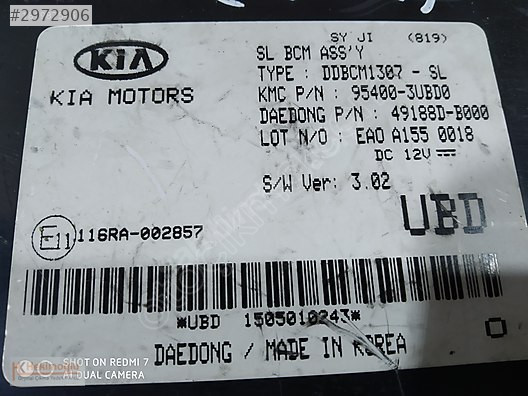 #2972906
SY JI (819)
KIA
SL BCM ASS'Y
TYPE : DDBCM1307 - SL
KIA MOTORS
KMC P/N : 95400-3UBD0
DAEDONG P/N : 49188D-B000
LOT N/O : EAO A155 0018
DC 12V
S/W Ver: 3.02
UBD
E11 116RA-002857
*UBD 1505010243*
DAEDONG / MADE IN KOREA
SHOT ON REDMI 7
AI DUAL CAMERA